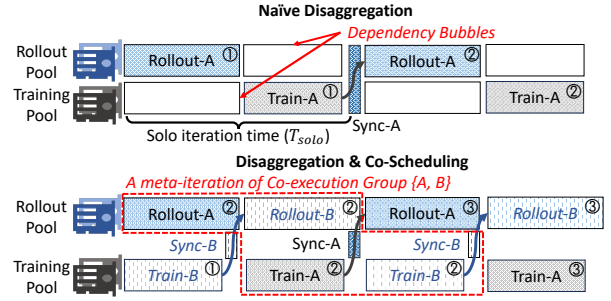 Naïve Disaggregation
Dependency Bubbles
Rollout Pool
Rollout-A ①
Rollout-A ②
Training Pool
Train-A ①
Train-A ②
Sync-A
Solo iteration time (T_solo)
Disaggregation & Co-Scheduling
A meta-iteration of Co-execution Group {A, B}
Rollout Pool
Rollout-A ②
Rollout-B ②
Rollout-A ③
Rollout-B ③
Sync-B
Sync-A
Sync-B
Training Pool
Train-B ①
Train-A ②
Train-B ②
Train-A ③